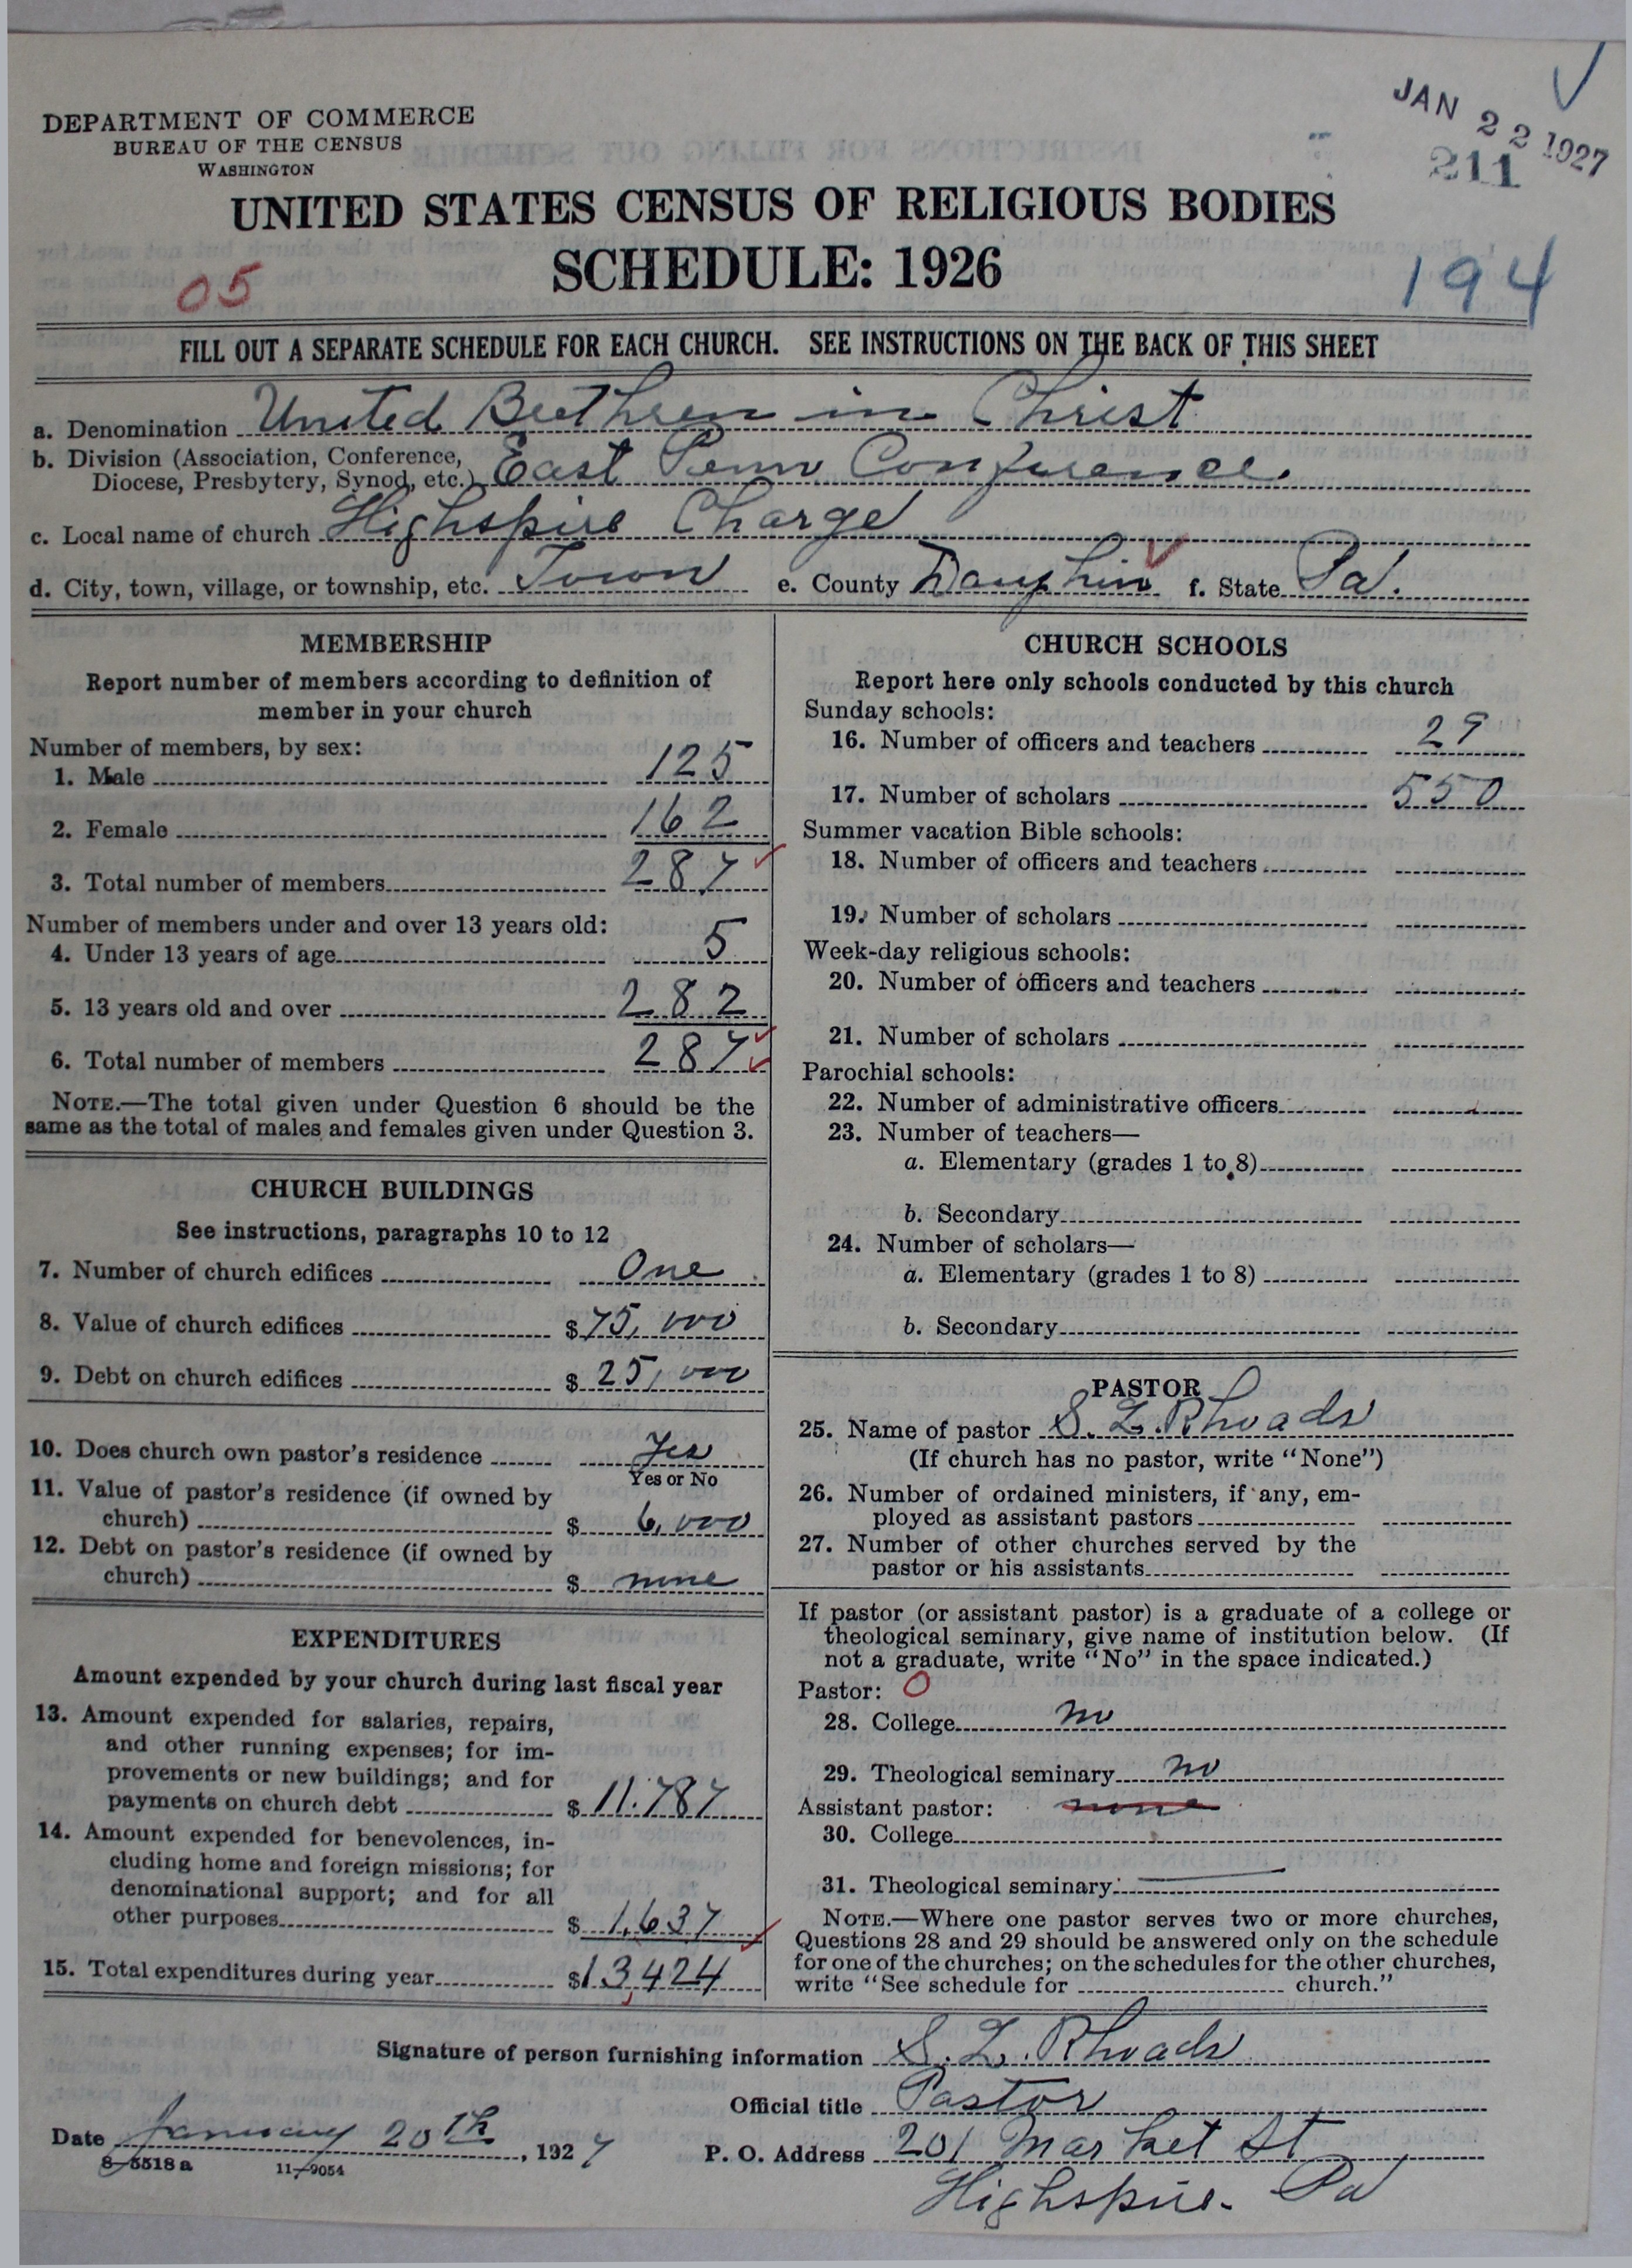 JAN 22 1927
211
DEPARTMENT OF COMMERCE
BUREAU OF THE CENSUS
WASHINGTON
UNITED STATES CENSUS OF RELIGIOUS BODIES
SCHEDULE: 1926
05
194
FILL OUT A SEPARATE SCHEDULE FOR EACH CHURCH. SEE INSTRUCTIONS ON THE BACK OF THIS SHEET
a. Denomination United Brethren in Christ
b. Division (Association, Conference,
Diocese, Presbytery, Synod, etc.) East Penn Conference.
c. Local name of church Highspire Charge
d. City, town, village, or township, etc. Town e. County Dauphin f. State Pa.
MEMBERSHIP
Report number of members according to definition of
member in your church
Number of members, by sex:
1. Male 125
2. Female 162
3. Total number of members 287
Number of members under and over 13 years old:
4. Under 13 years of age 5
5. 13 years old and over 282
6. Total number of members 287
NOTE.—The total given under Question 6 should be the
same as the total of males and females given under Question 3.
CHURCH BUILDINGS
See instructions, paragraphs 10 to 12
7. Number of church edifices One
8. Value of church edifices $75,000
9. Debt on church edifices $25,000
10. Does church own pastor's residence Yes
Yes or No
11. Value of pastor's residence (if owned by
church) $6,000
12. Debt on pastor's residence (if owned by
church) $none
EXPENDITURES
Amount expended by your church during last fiscal year
13. Amount expended for salaries, repairs,
and other running expenses; for im-
provements or new buildings; and for
payments on church debt $11.787
14. Amount expended for benevolences, in-
cluding home and foreign missions; for
denominational support; and for all
other purposes $1,637
15. Total expenditures during year $13,424
CHURCH SCHOOLS
Report here only schools conducted by this church
Sunday schools:
16. Number of officers and teachers 29
17. Number of scholars 550
Summer vacation Bible schools:
18. Number of officers and teachers
19. Number of scholars
Week-day religious schools:
20. Number of officers and teachers
21. Number of scholars
Parochial schools:
22. Number of administrative officers
23. Number of teachers—
a. Elementary (grades 1 to 8)
b. Secondary
24. Number of scholars—
a. Elementary (grades 1 to 8)
b. Secondary
PASTOR
25. Name of pastor S. L. Rhoads
(If church has no pastor, write "None")
26. Number of ordained ministers, if any, em-
ployed as assistant pastors
27. Number of other churches served by the
pastor or his assistants
If pastor (or assistant pastor) is a graduate of a college or
theological seminary, give name of institution below. (If
not a graduate, write "No" in the space indicated.)
Pastor: O
28. College no
29. Theological seminary no
Assistant pastor: none
30. College
31. Theological seminary
NOTE.—Where one pastor serves two or more churches,
Questions 28 and 29 should be answered only on the schedule
for one of the churches; on the schedules for the other churches,
write "See schedule for church."
Signature of person furnishing information S. L. Rhoads
Official title Pastor
Date January 20th, 1927 P. O. Address 201 Market St
8—5518a 11—9054
Highspire. Pa